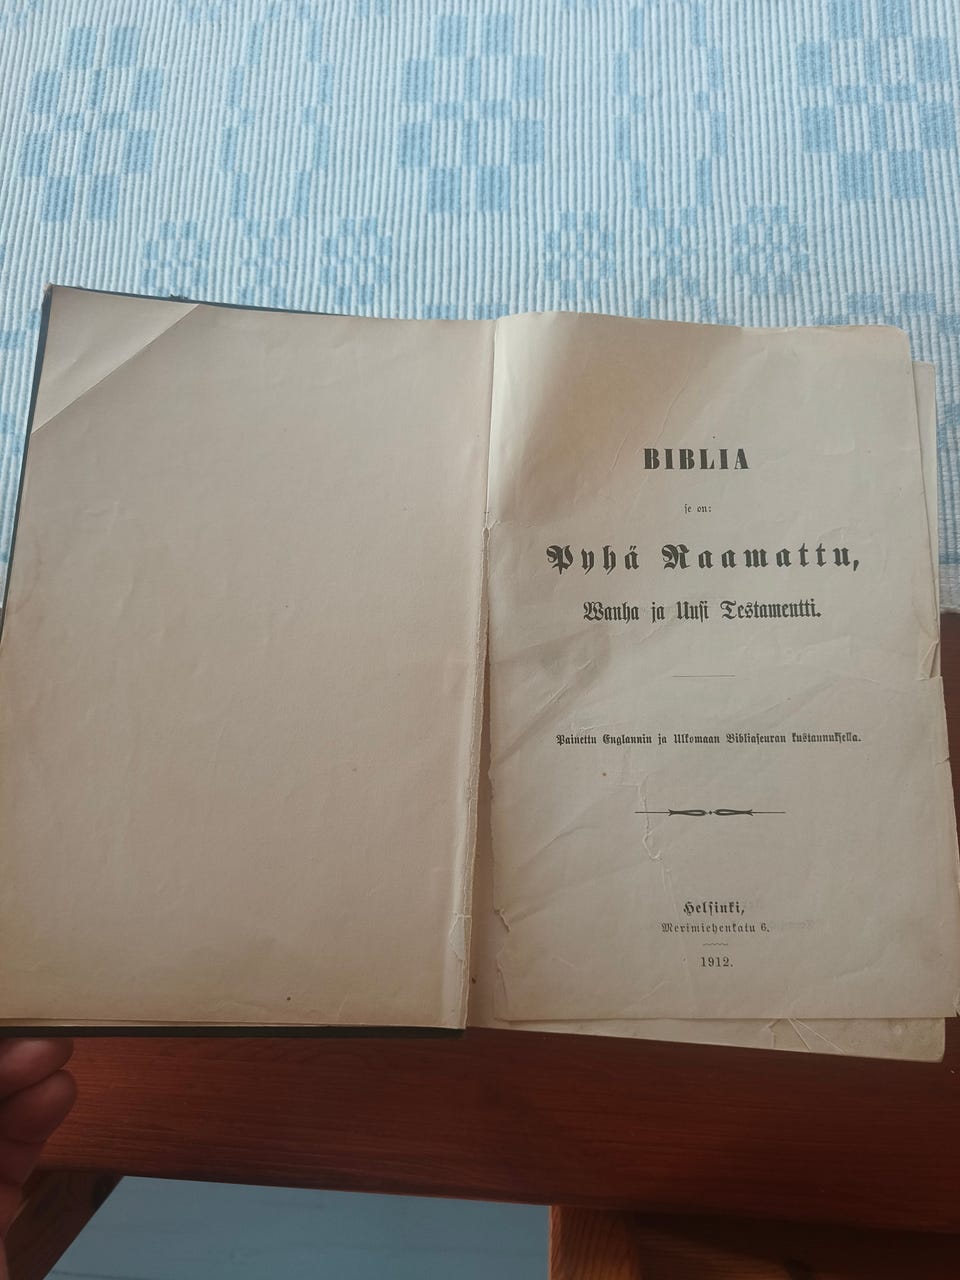 BIBLIA
se on:
Pyhä Raamattu,
Wanha ja Uusi Testamentti.
Painettu Englannin ja Ulkomaan Bibliaseuran kustannuksella.
Helsinki,
Merimiehenkatu 6.
1912.